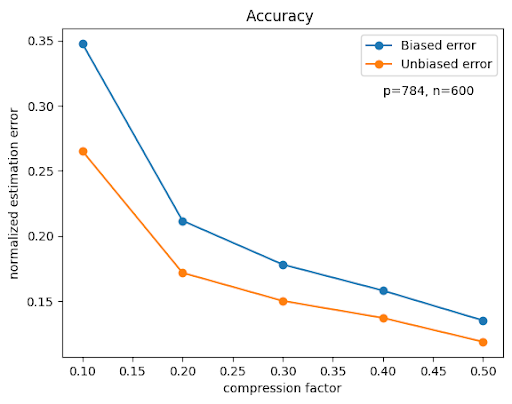 Accuracy
Biased error
Unbiased error
p=784, n=600
normalized estimation error
0.35
0.30
0.25
0.20
0.15
0.10 0.15 0.20 0.25 0.30 0.35 0.40 0.45 0.50
compression factor